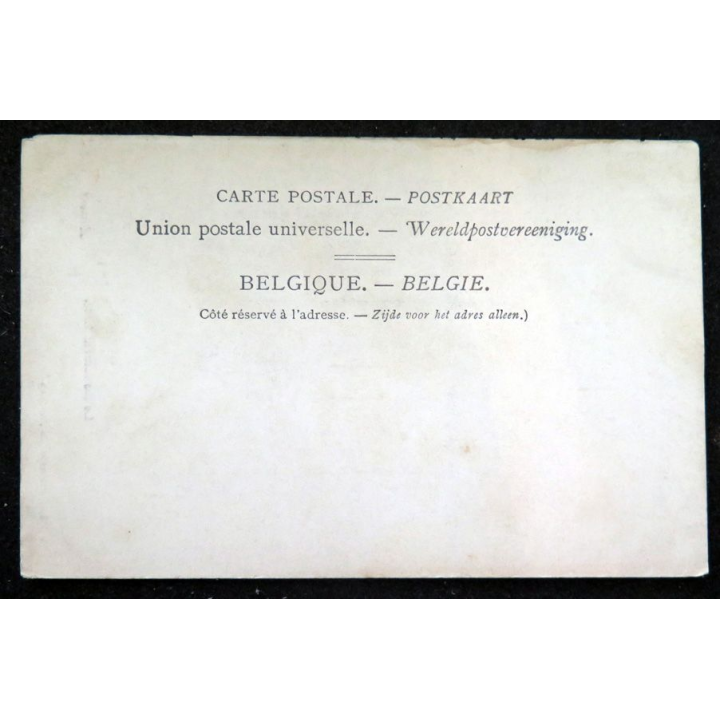 CARTE POSTALE. — POSTKAART
Union postale universelle. — Wereldpostvereeniging.
BELGIQUE. — BELGIE.
Côté réservé à l'adresse. — Zijde voor het adres alleen.)